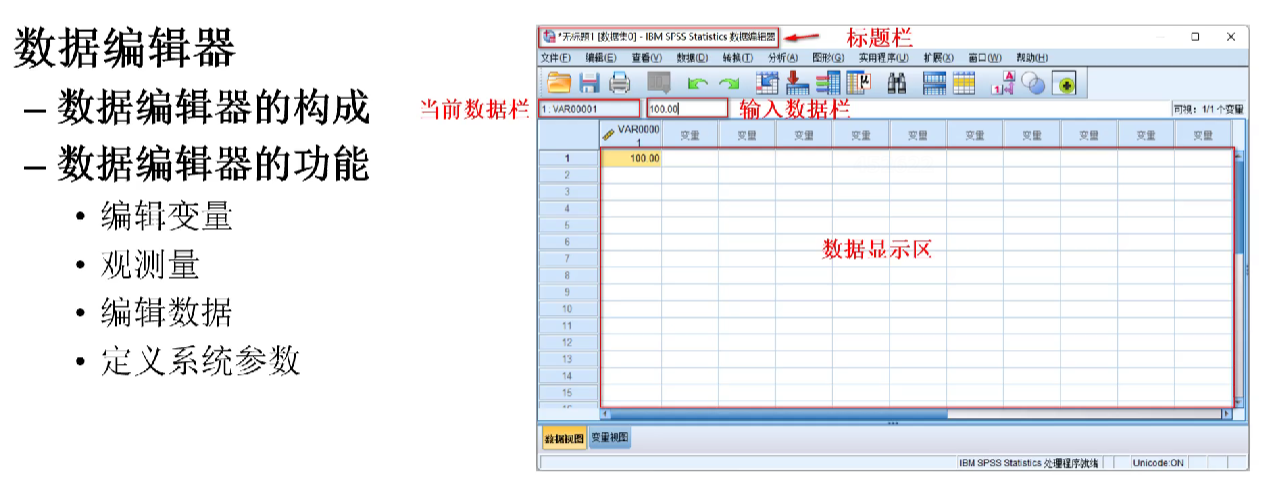 数据编辑器
– 数据编辑器的构成
– 数据编辑器的功能
• 编辑变量
• 观测量
• 编辑数据
• 定义系统参数
*无标题1 [数据集0] - IBM SPSS Statistics 数据编辑器
标题栏
文件(F) 编辑(E) 查看(V) 数据(D) 转换(T) 分析(A) 图形(G) 实用程序(U) 扩展(X) 窗口(W) 帮助(H)
当前数据栏
1 : VAR00001
100.00
输入数据栏
可视： 1/1 个变量
VAR0000
1
变量 变量 变量 变量 变量 变量 变量 变量 变量 变量
1 100.00
2
3
4
5
6
数据显示区
7
8
9
10
11
12
13
14
15
16
数据视图 变量视图
IBM SPSS Statistics 处理程序就绪 Unicode:ON